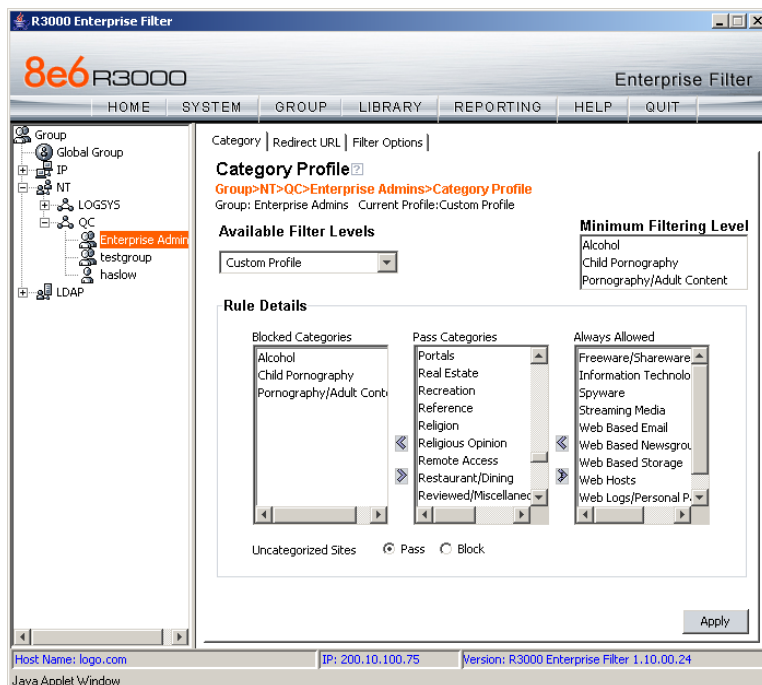 R3000 Enterprise Filter
8e6 R3000
Enterprise Filter
HOME SYSTEM GROUP LIBRARY REPORTING HELP QUIT
Group
Global Group
IP
NT
LOGSYS
QC
Enterprise Admin
testgroup
haslow
LDAP
Category Redirect URL Filter Options
Category Profile ?
Group>NT>QC>Enterprise Admins>Category Profile
Group: Enterprise Admins Current Profile:Custom Profile
Available Filter Levels
Custom Profile
Minimum Filtering Level
Alcohol
Child Pornography
Pornography/Adult Content
Rule Details
Blocked Categories
Alcohol
Child Pornography
Pornography/Adult Conte
Pass Categories
Portals
Real Estate
Recreation
Reference
Religion
Religious Opinion
Remote Access
Restaurant/Dining
Reviewed/Miscellanec
Always Allowed
Freeware/Shareware
Information Technolo
Spyware
Streaming Media
Web Based Email
Web Based Newsgrou
Web Based Storage
Web Hosts
Web Logs/Personal P
Uncategorized Sites Pass Block
Apply
Host Name: logo.com IP: 200.10.100.75 Version: R3000 Enterprise Filter 1.10.00.24
Java Applet Window